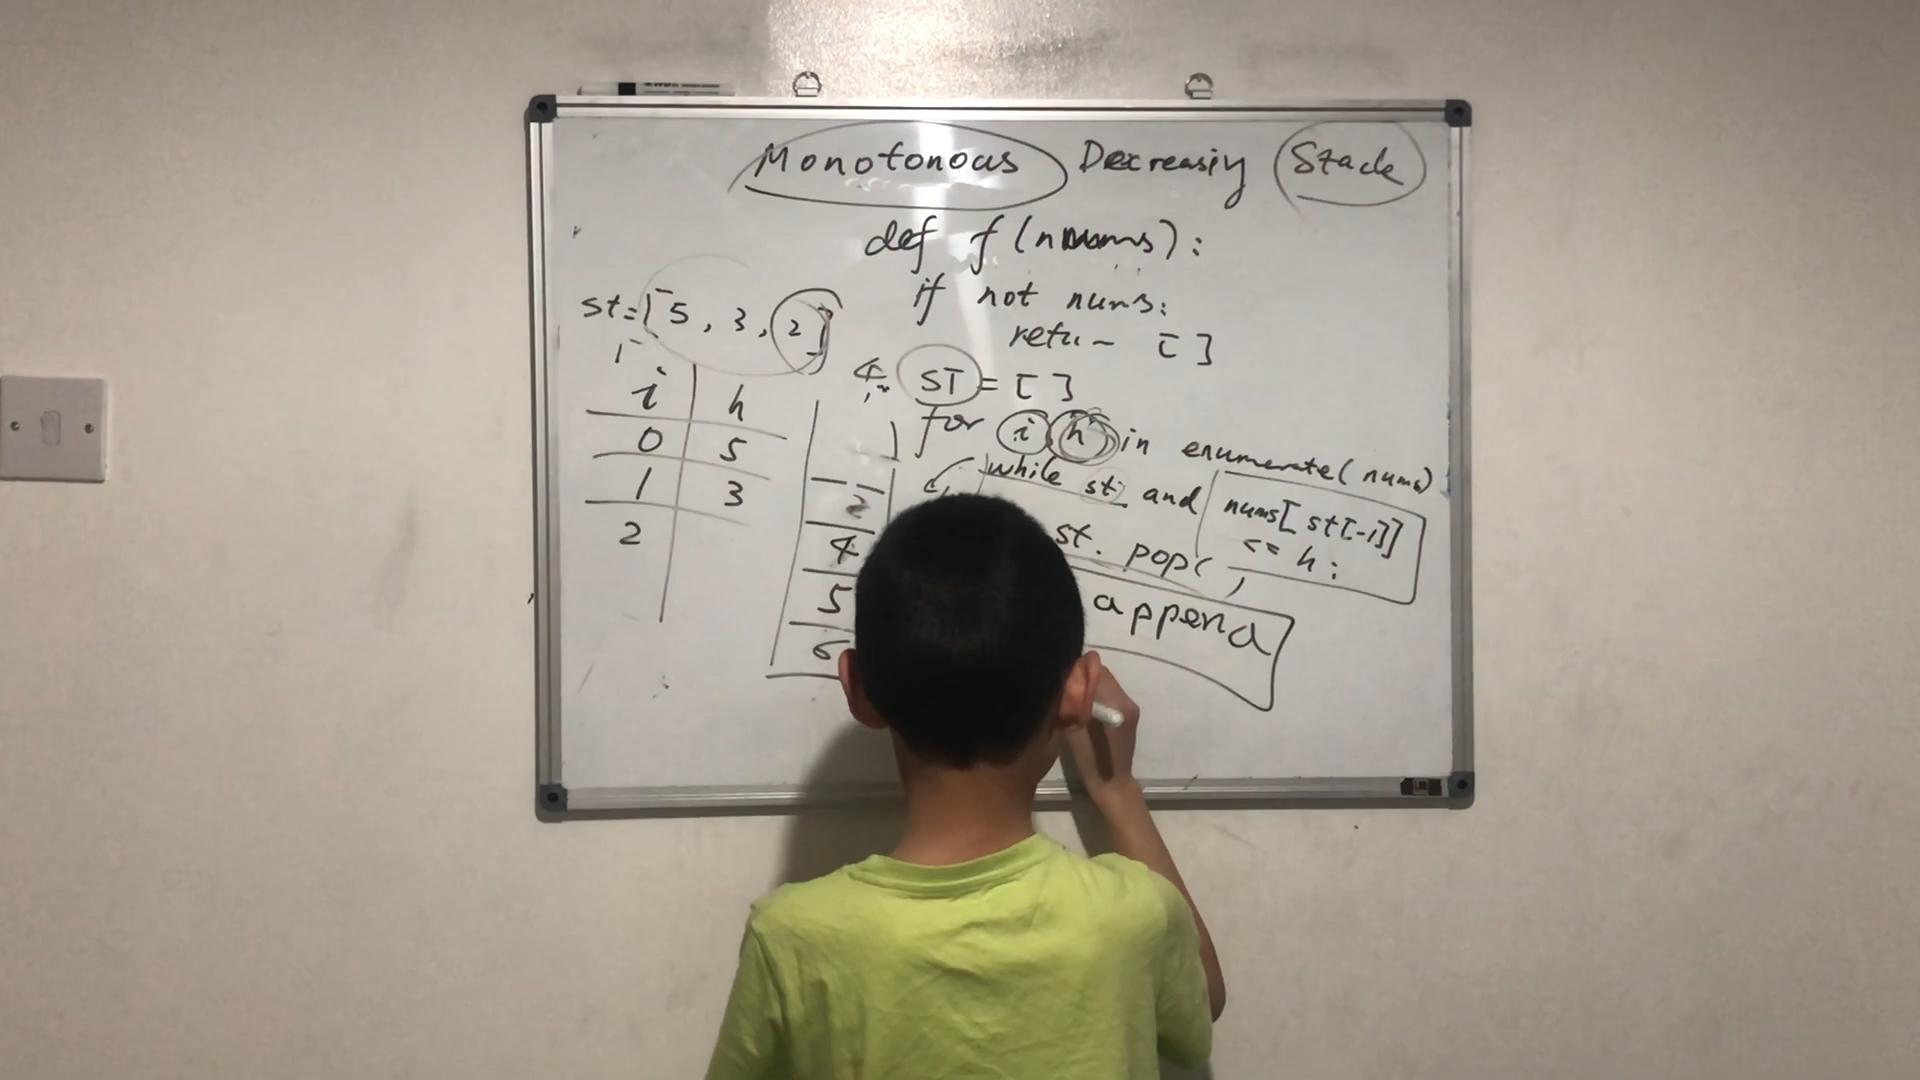 Monotonous Decreasing Stack
def f(nums):
if not nums:
return []
st=[5, 3, 2]
ST = []
for i h in enumerate(nums)
while st and nums[st[-i]]
<= h:
st. pop()
append
i h
0 5
1 3
2
2
4
5
6